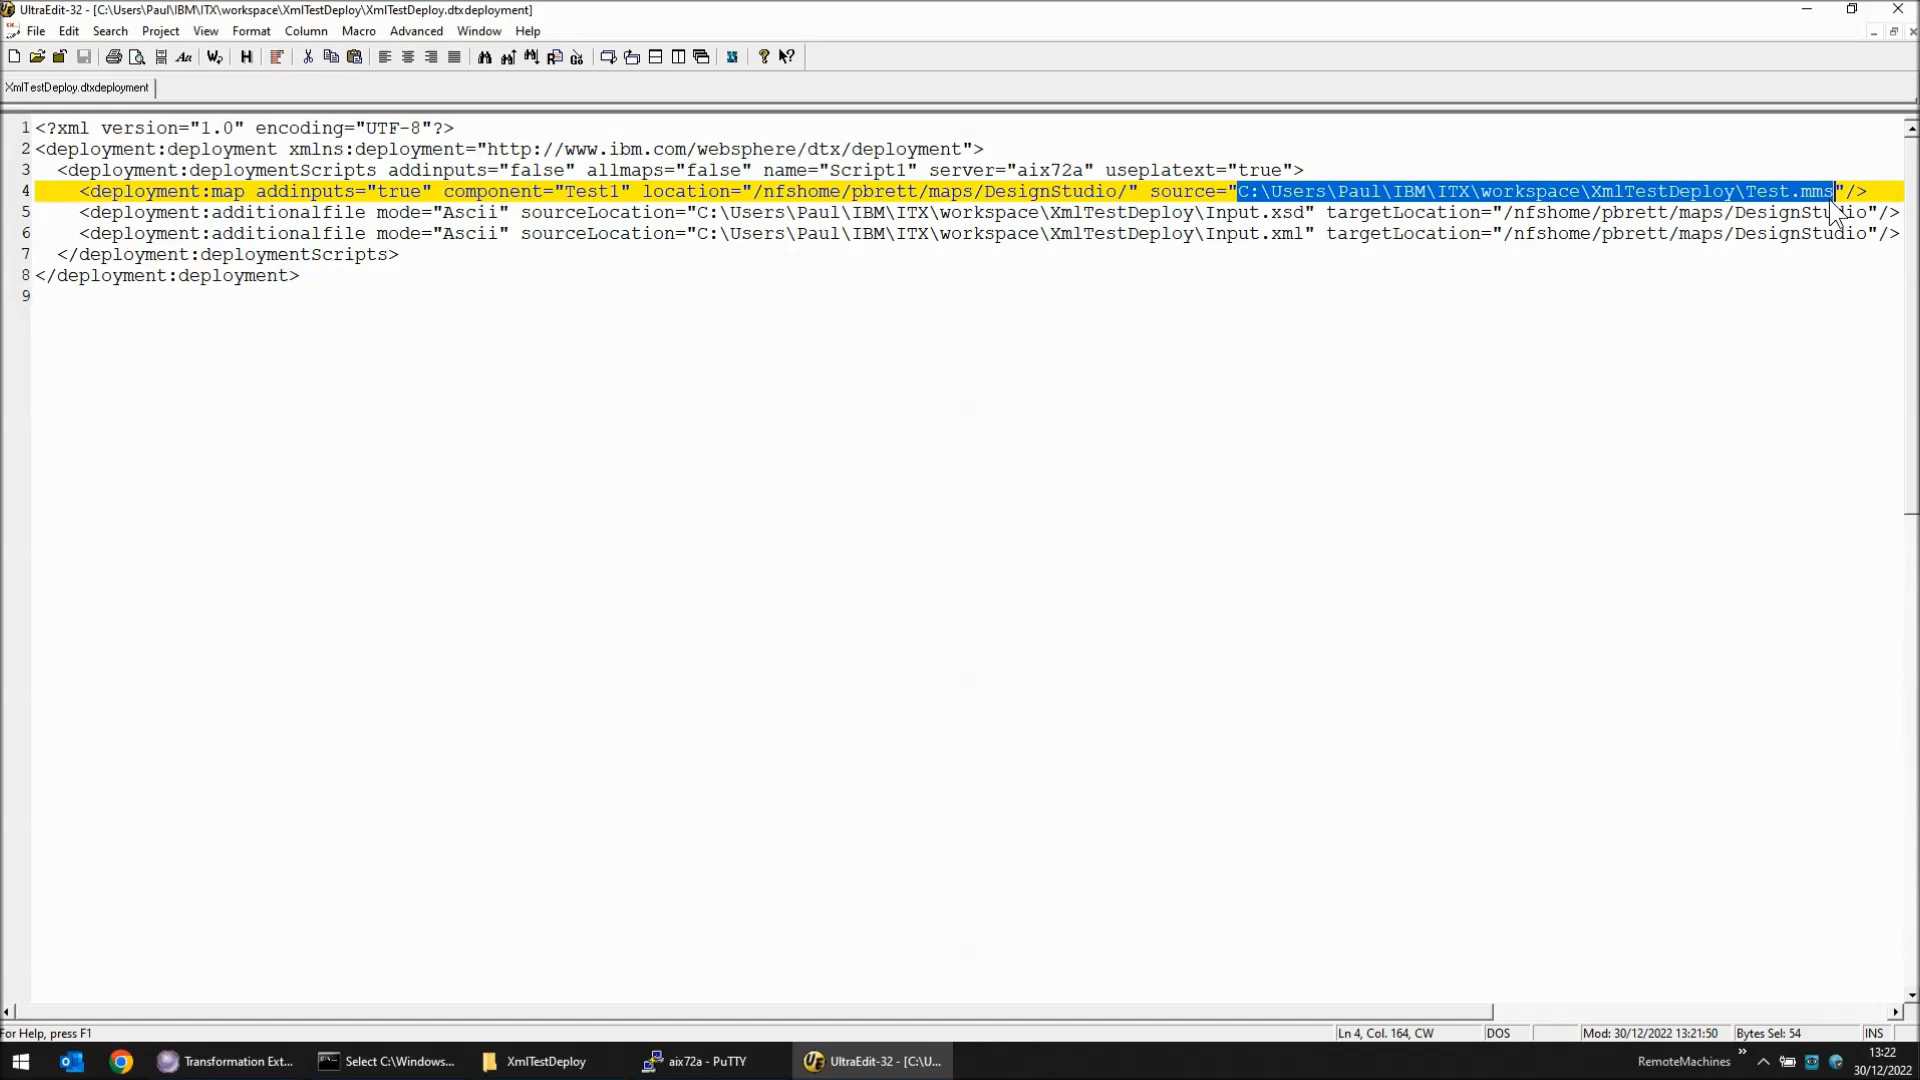 UltraEdit-32 - [C:\Users\Paul\IBM\ITX\workspace\XmlTestDeploy\XmlTestDeploy.dtxdeployment]
File Edit Search Project View Format Column Macro Advanced Window Help
XmlTestDeploy.dtxdeployment
1 <?xml version="1.0" encoding="UTF-8"?>
2 <deployment:deployment xmlns:deployment="http://www.ibm.com/websphere/dtx/deployment">
3 <deployment:deploymentScripts addinputs="false" allmaps="false" name="Script1" server="aix72a" useplatext="true">
4 <deployment:map addinputs="true" component="Test1" location="/nfshome/pbrett/maps/DesignStudio/" source="C:\Users\Paul\IBM\ITX\workspace\XmlTestDeploy\Test.mms"/>
5 <deployment:additionalfile mode="Ascii" sourceLocation="C:\Users\Paul\IBM\ITX\workspace\XmlTestDeploy\Input.xsd" targetLocation="/nfshome/pbrett/maps/DesignStudio"/>
6 <deployment:additionalfile mode="Ascii" sourceLocation="C:\Users\Paul\IBM\ITX\workspace\XmlTestDeploy\Input.xml" targetLocation="/nfshome/pbrett/maps/DesignStudio"/>
7 </deployment:deploymentScripts>
8 </deployment:deployment>
9
For Help, press F1 Ln 4, Col. 164, CW DOS Mod: 30/12/2022 13:21:50 Bytes Sel: 54 INS
Transformation Ext... Select C:\Windows... XmlTestDeploy aix72a - PuTTY UltraEdit-32 - [C:\U... RemoteMachines 13:22
30/12/2022